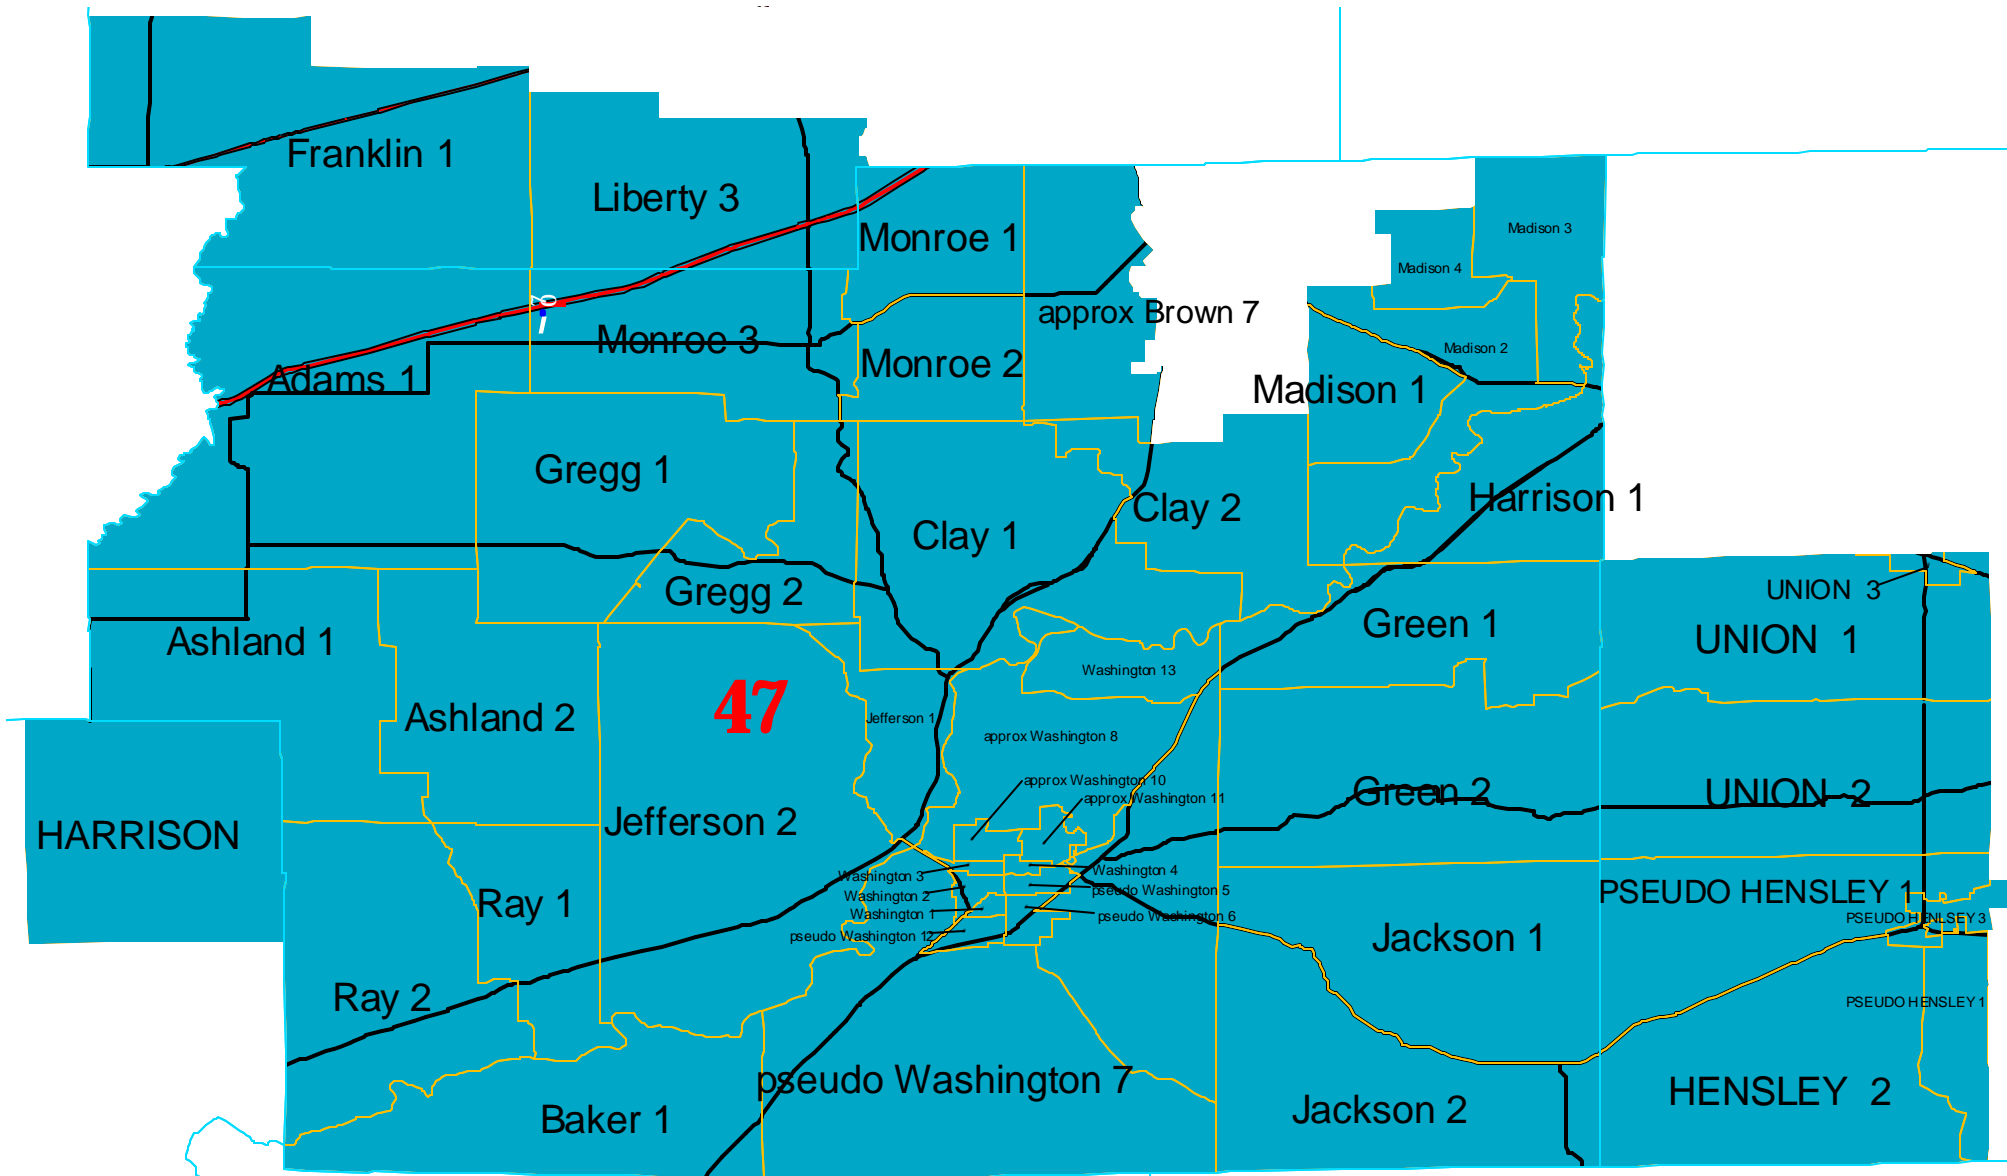 Franklin 1
Liberty 3
Monroe 1
Madison 3
Madison 4
70
approx Brown 7
Monroe 3
Monroe 2
Madison 2
Adams 1
Madison 1
Gregg 1
Harrison 1
Clay 2
Clay 1
Gregg 2
UNION 3
Green 1
Ashland 1
UNION 1
Washington 13
47
Ashland 2
Jefferson 1
approx Washington 8
approx Washington 10
Green 2
UNION 2
approx Washington 11
Jefferson 2
HARRISON
Washington 3
Washington 4
Washington 2
pseudo Washington 5
PSEUDO HENSLEY 1
Ray 1
Washington 1
pseudo Washington 6
PSEUDO HENLSEY 3
pseudo Washington 12
Jackson 1
Ray 2
PSEUDO HENSLEY 1
pseudo Washington 7
HENSLEY 2
Jackson 2
Baker 1